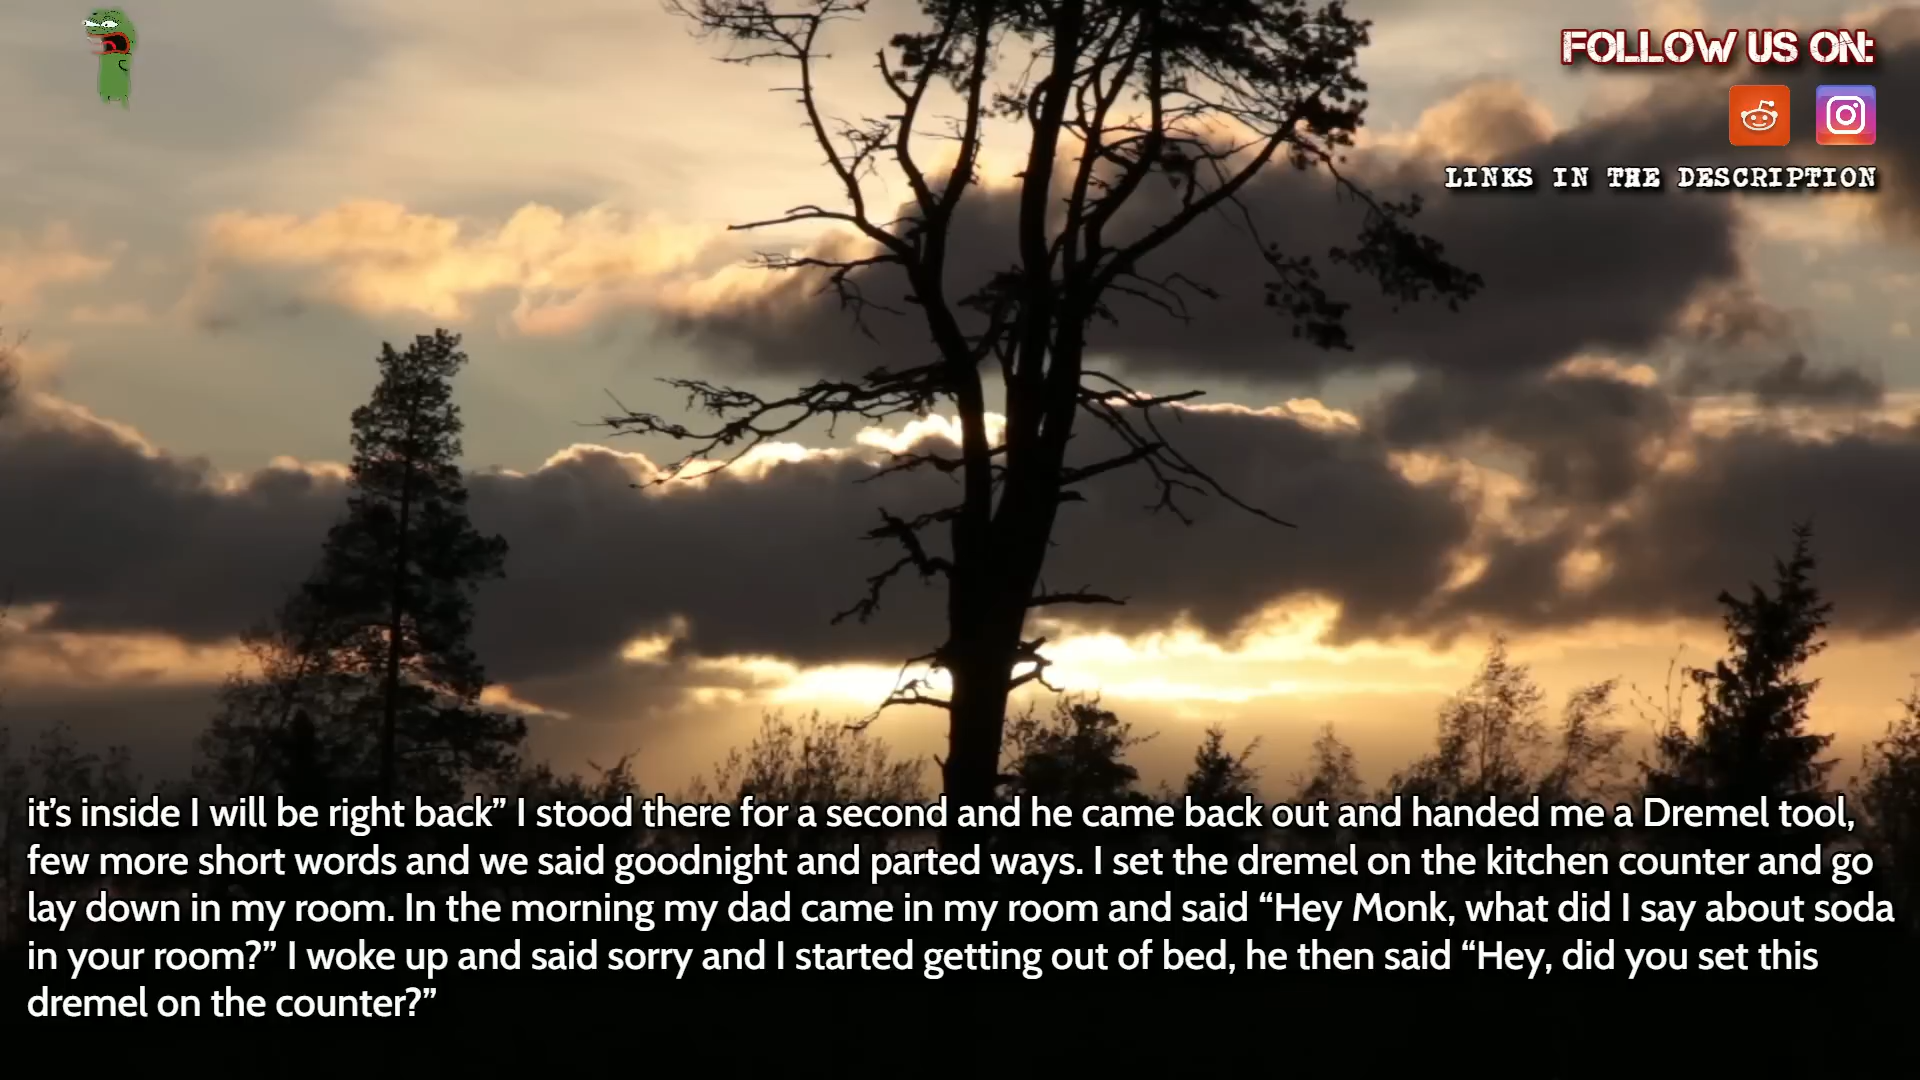 FOLLOW US ON:
LINKS IN THE DESCRIPTION
it’s inside I will be right back” I stood there for a second and he came back out and handed me a Dremel tool,
few more short words and we said goodnight and parted ways. I set the dremel on the kitchen counter and go
lay down in my room. In the morning my dad came in my room and said “Hey Monk, what did I say about soda
in your room?” I woke up and said sorry and I started getting out of bed, he then said “Hey, did you set this
dremel on the counter?”